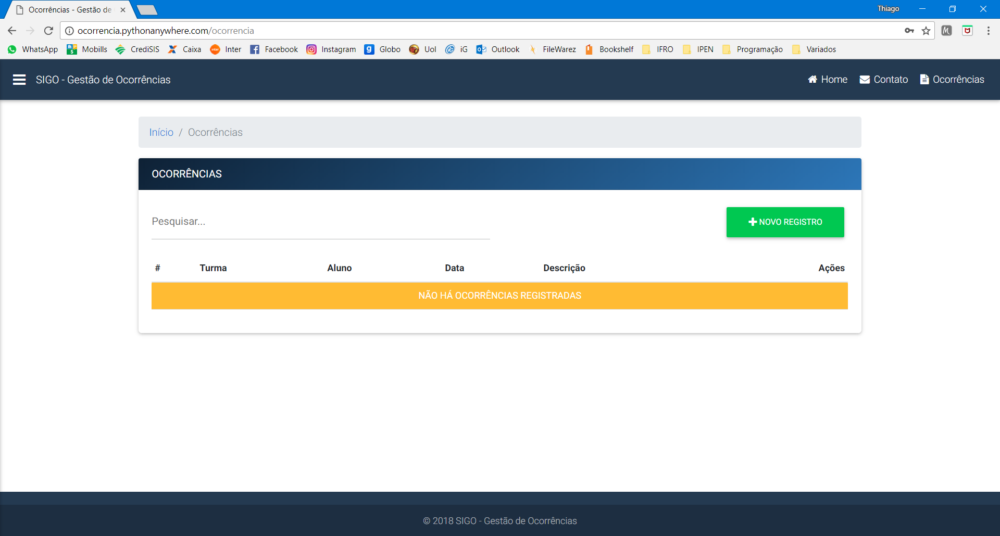 Ocorrências - Gestão de
Thiago
ocorrencia.pythonanywhere.com/ocorrencia
WhatsApp Mobills CrediSIS Caixa Inter Facebook Instagram Globo Uol iG Outlook FileWarez Bookshelf IFRO IPEN Programação Variados
SIGO - Gestão de Ocorrências Home Contato Ocorrências
Início / Ocorrências
OCORRÊNCIAS
Pesquisar... NOVO REGISTRO
# Turma Aluno Data Descrição Ações
NÃO HÁ OCORRÊNCIAS REGISTRADAS
© 2018 SIGO - Gestão de Ocorrências